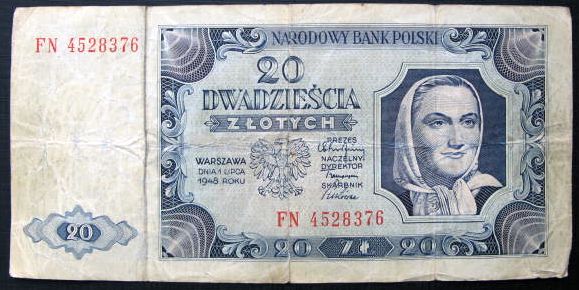 FN 4528376
NARODOWY BANK POLSKI
20
DWADZIEŚCIA
ZŁOTYCH
WARSZAWA
DNIA 1 LIPCA
1948 ROKU
PREZES
NACZELNY
DYREKTOR
SKARBNIK
FN 4528376
20
20 ZŁ 20